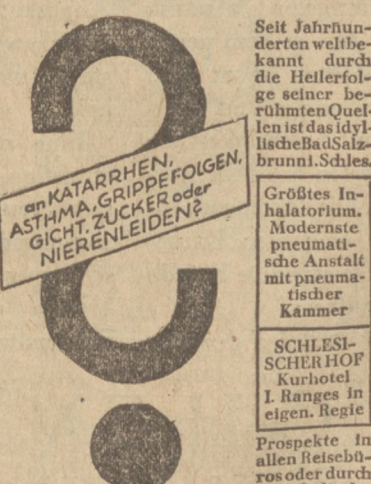 an KATARRHEN,
ASTHMA, GRIPPEFOLGEN,
GICHT, ZUCKER oder
NIERENLEIDEN?
Seit Jahrhun-
derten weltbe-
kannt durch
die Heilerfol-
ge seiner be-
rühmten Quel-
len ist das idyl-
lische Bad Salz-
brunn i. Schles.
Größtes In-
halatorium.
Modernste
pneumati-
sche Anstalt
mit pneuma-
tischer
Kammer
SCHLESI-
SCHER HOF
Kurhotel
I. Ranges in
eigen. Regie
Prospekte in
allen Reisebü-
ros oder durch